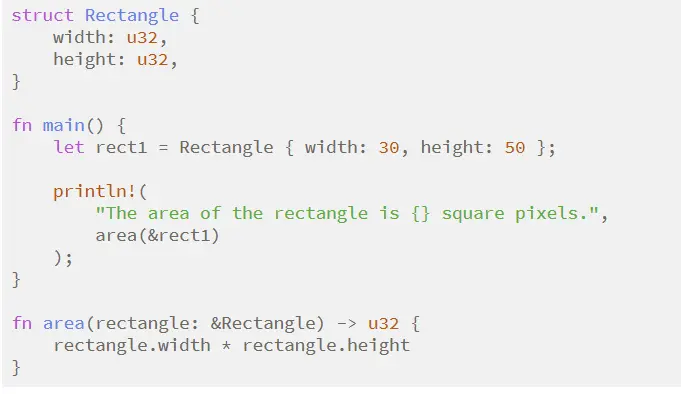 struct Rectangle {
    width: u32,
    height: u32,
}

fn main() {
    let rect1 = Rectangle { width: 30, height: 50 };

    println!(
        "The area of the rectangle is {} square pixels.",
        area(&rect1)
    );
}

fn area(rectangle: &Rectangle) -> u32 {
    rectangle.width * rectangle.height
}